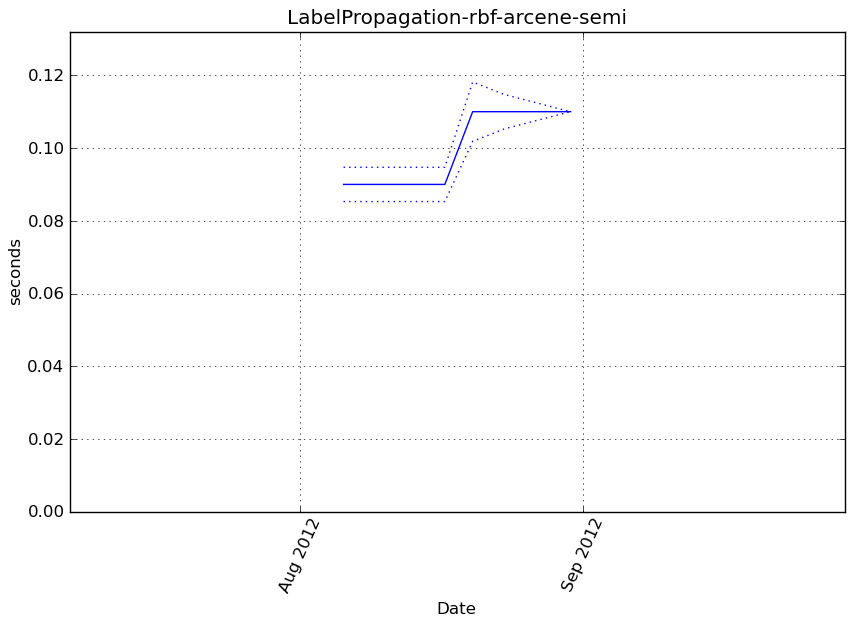 LabelPropagation-rbf-arcene-semi
0.12
0.10
0.08
0.06
0.04
0.02
0.00
seconds
Aug 2012
Sep 2012
Date